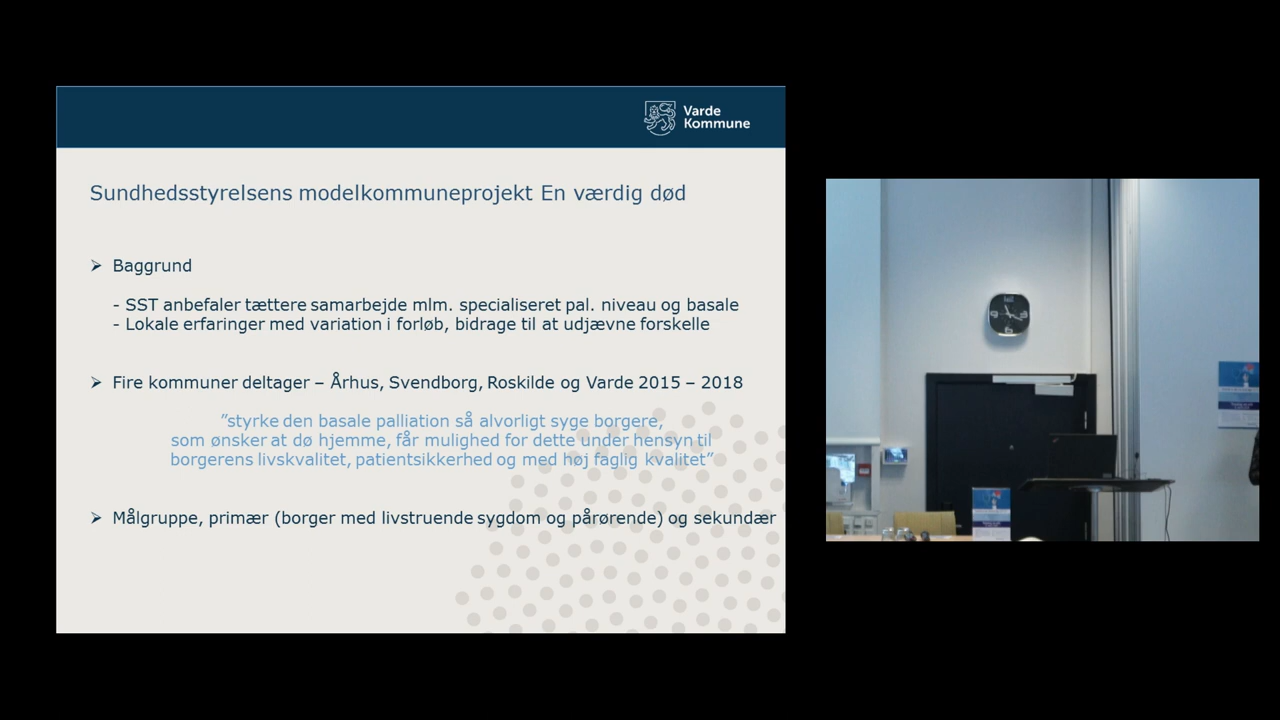 Varde
Kommune
Sundhedsstyrelsens modelkommuneprojekt En værdig død
Baggrund
- SST anbefaler tættere samarbejde mlm. specialiseret pal. niveau og basale
- Lokale erfaringer med variation i forløb, bidrage til at udjævne forskelle
Fire kommuner deltager – Århus, Svendborg, Roskilde og Varde 2015 – 2018
”styrke den basale palliation så alvorligt syge borgere,
som ønsker at dø hjemme, får mulighed for dette under hensyn til
borgerens livskvalitet, patientsikkerhed og med høj faglig kvalitet”
Målgruppe, primær (borger med livstruende sygdom og pårørende) og sekundær